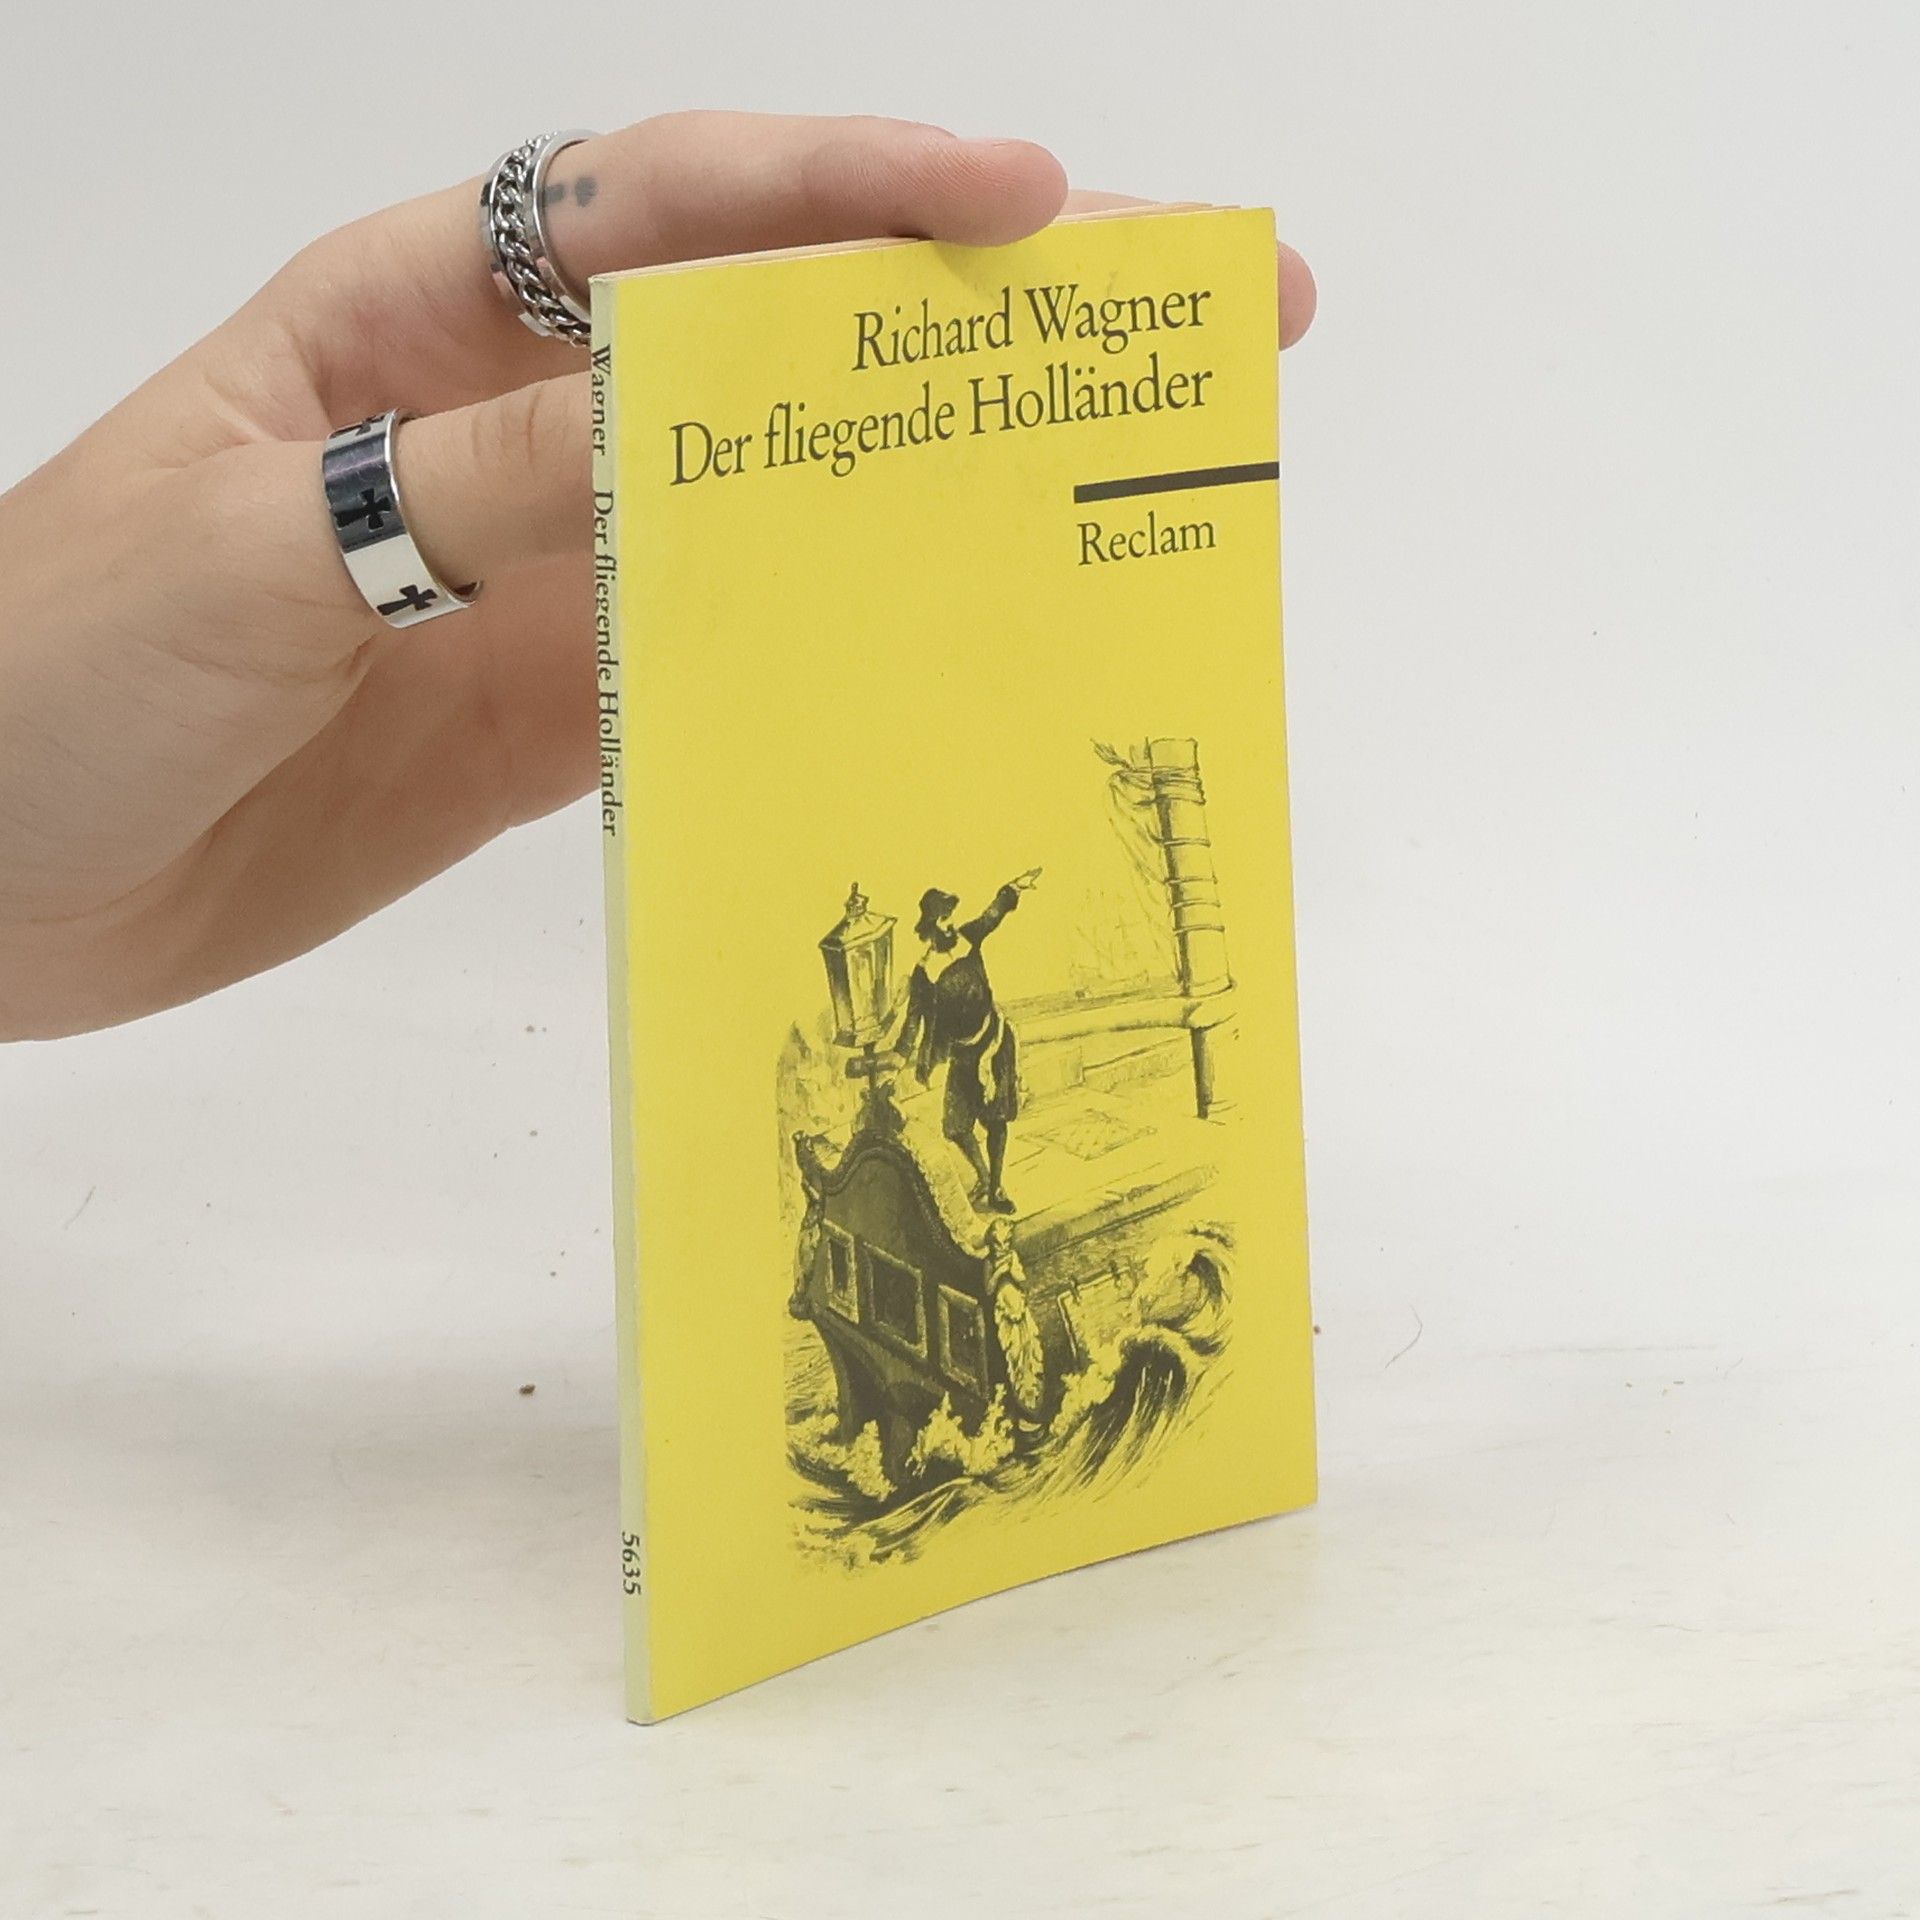 Richard Wagner
Der fliegende Holländer
Reclam
Wagner Der fliegende Holländer
5635